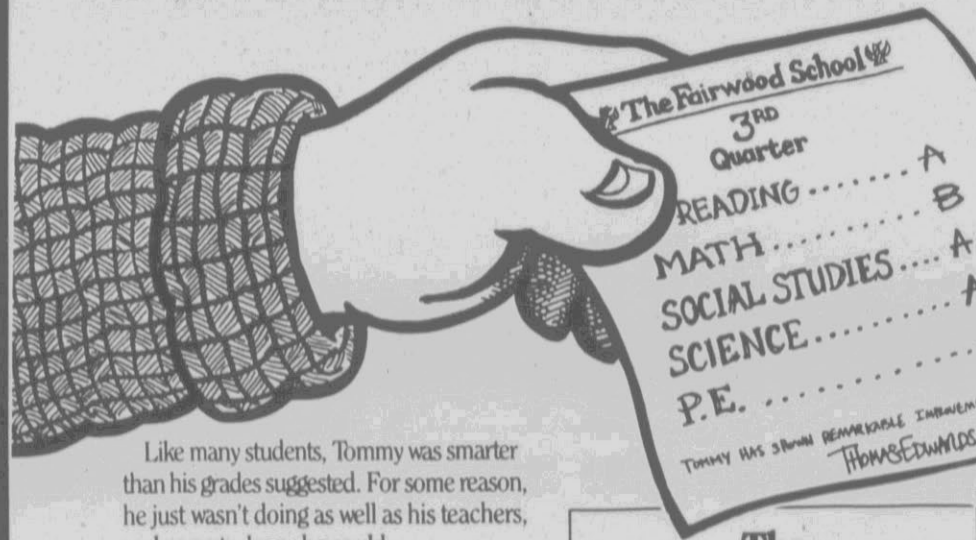 The Fairwood School
3RD
Quarter
READING ........ A
MATH .......... B
SOCIAL STUDIES .... A
SCIENCE .......... A
P.E. ..........
TOMMY HAS SHOWN REMARKABLE
THOMAS EDWARDS
Like many students, Tommy was smarter
than his grades suggested. For some reason,
he just wasn't doing as well as his teachers,